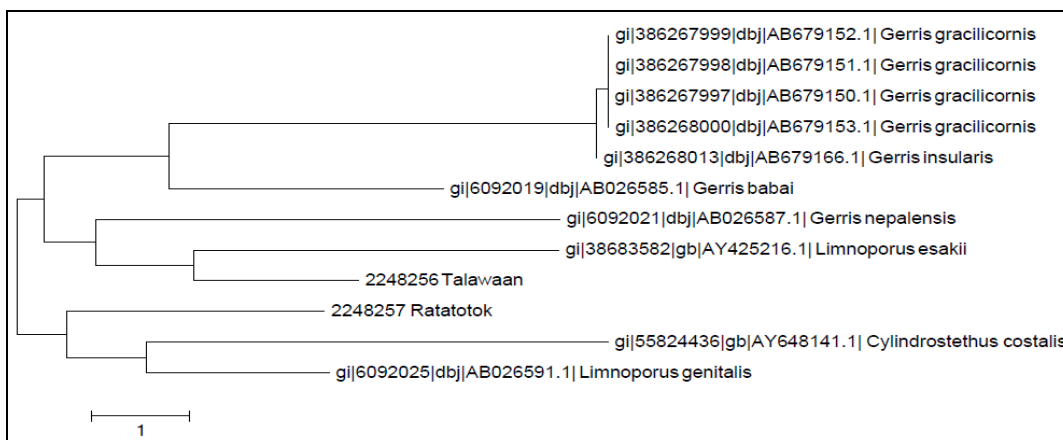 gi|386267999|dbj|AB679152.1| Gerris gracilicornis
gi|386267998|dbj|AB679151.1| Gerris gracilicornis
gi|386267997|dbj|AB679150.1| Gerris gracilicornis
gi|386268000|dbj|AB679153.1| Gerris gracilicornis
gi|386268013|dbj|AB679166.1| Gerris insularis
gi|6092019|dbj|AB026585.1| Gerris babai
gi|6092021|dbj|AB026587.1| Gerris nepalensis
gi|38683582|gb|AY425216.1| Limnoporus esakii
2248256 Talawaan
2248257 Ratatotok
gi|55824436|gb|AY648141.1| Cylindrostethus costalis
gi|6092025|dbj|AB026591.1| Limnoporus genitalis
1